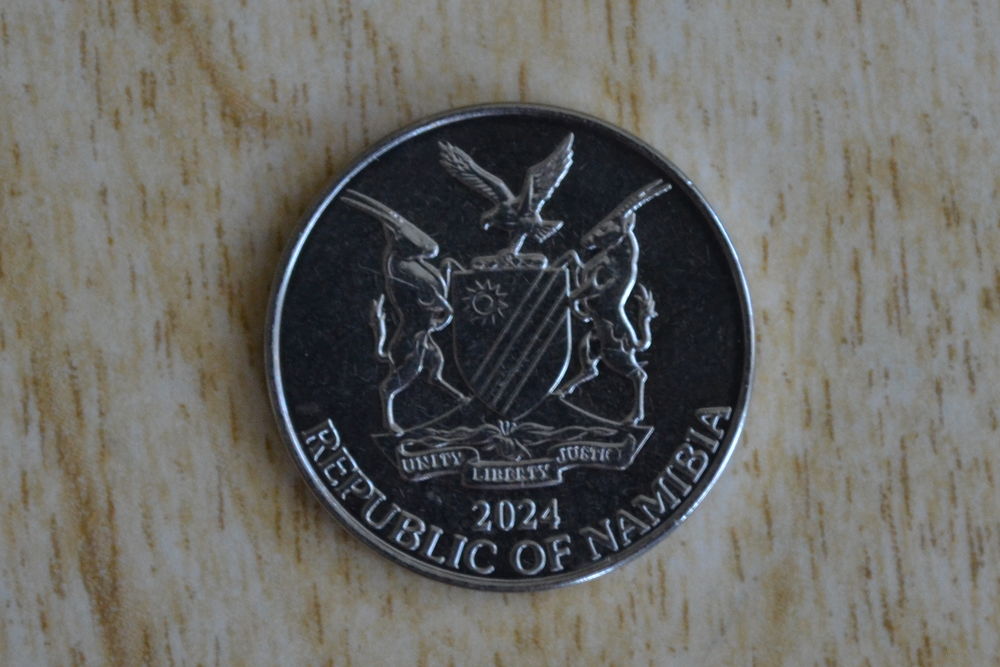 UNITY LIBERTY JUSTICE
2024
REPUBLIC OF NAMIBIA